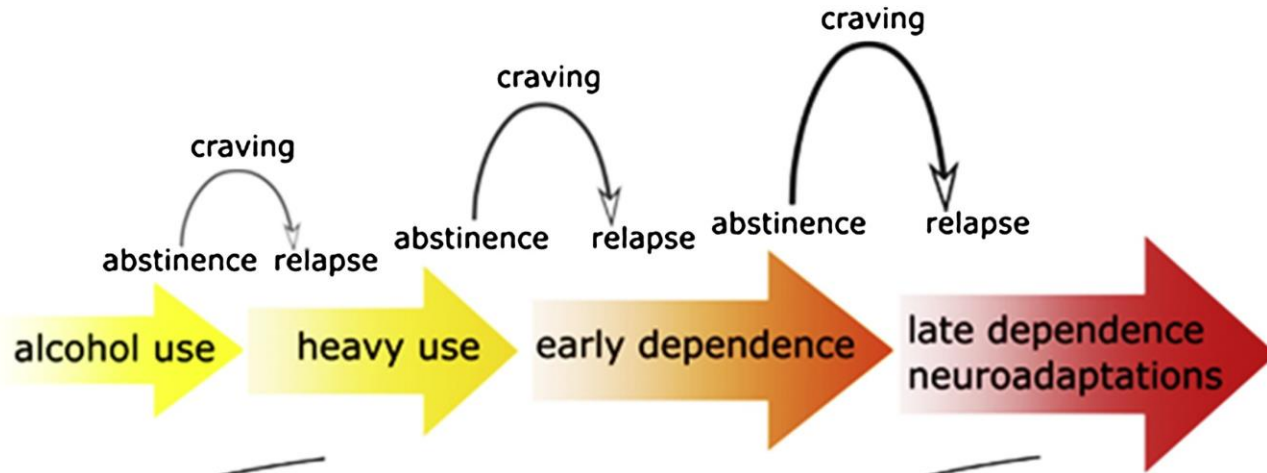 craving
craving
craving
abstinence relapse
abstinence relapse
abstinence relapse
alcohol use
heavy use
early dependence
late dependence
neuroadaptations